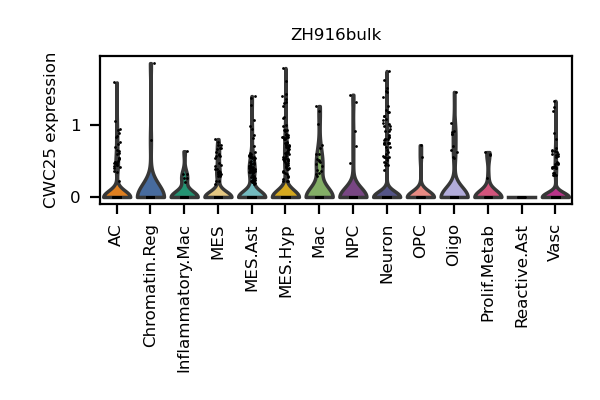 ZH916bulk
CWC25 expression
1
0
AC
Chromatin.Reg
Inflammatory.Mac
MES
MES.Ast
MES.Hyp
Mac
NPC
Neuron
OPC
Oligo
Prolif.Metab
Reactive.Ast
Vasc